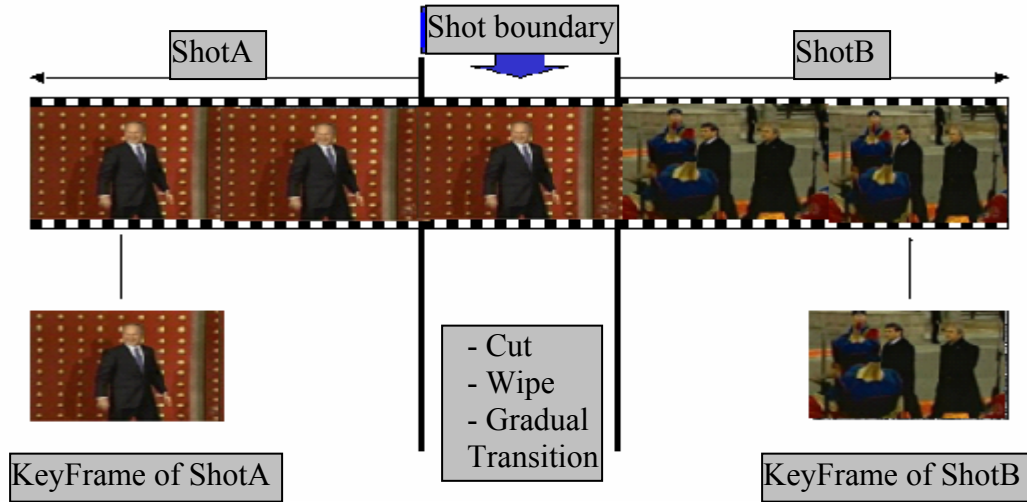 Shot boundary
ShotA
ShotB
- Cut
- Wipe
- Gradual
Transition
KeyFrame of ShotA
KeyFrame of ShotB